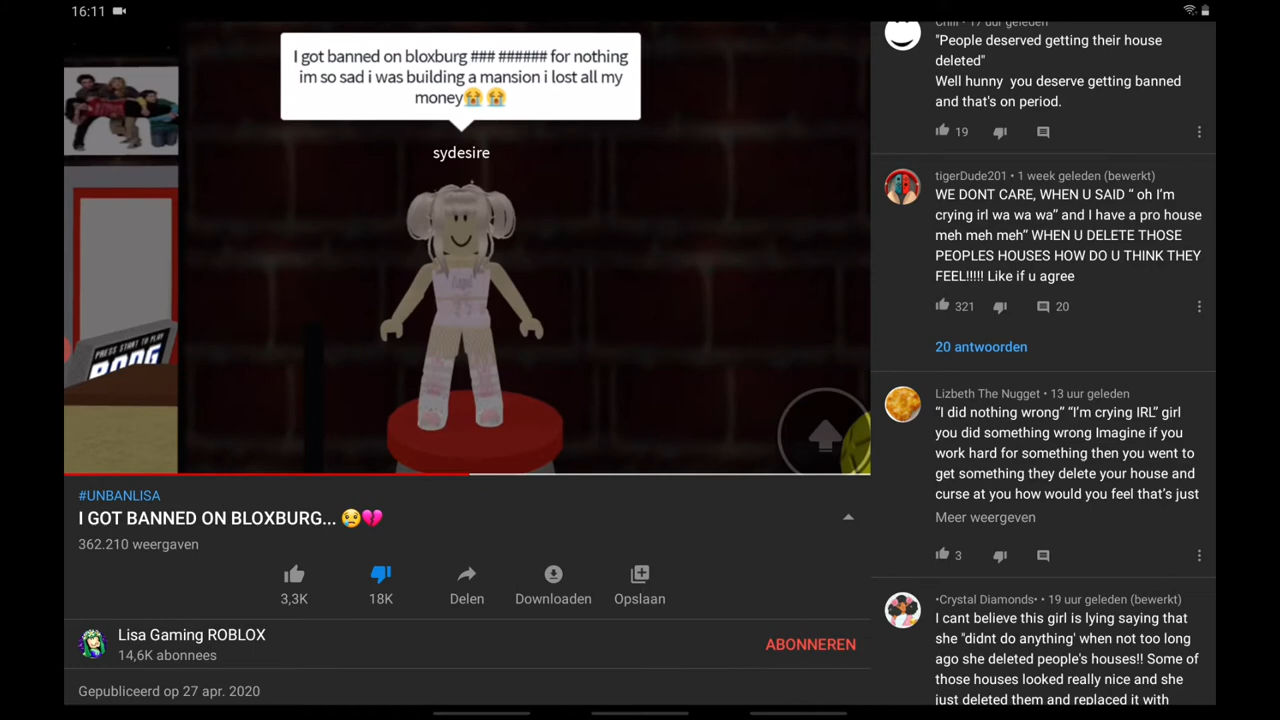 16:11
I got banned on bloxburg ### ###### for nothing
im so sad i was building a mansion i lost all my
money😭 😭
sydesire
PRESS START TO PLAY
#UNBANLISA
I GOT BANNED ON BLOXBURG... 😢💔
362.210 weergaven
3,3K
18K
Delen
Downloaden
Opslaan
Lisa Gaming ROBLOX
14,6K abonnees
ABONNEREN
Gepubliceerd op 27 apr. 2020
Chill • 17 uur geleden
"People deserved getting their house
deleted"
Well hunny you deserve getting banned
and that's on period.
19
tigerDude201 • 1 week geleden (bewerkt)
WE DONT CARE, WHEN U SAID “ oh I’m
crying irl wa wa wa” and I have a pro house
meh meh meh” WHEN U DELETE THOSE
PEOPLES HOUSES HOW DO U THINK THEY
FEEL!!!!! Like if u agree
321
20
20 antwoorden
Lizbeth The Nugget • 13 uur geleden
“I did nothing wrong” “I’m crying IRL” girl
you did something wrong Imagine if you
work hard for something then you went to
get something they delete your house and
curse at you how would you feel that’s just
Meer weergeven
3
•Crystal Diamonds• • 19 uur geleden (bewerkt)
I cant believe this girl is lying saying that
she "didnt do anything' when not too long
ago she deleted people's houses!! Some of
those houses looked really nice and she
just deleted them and replaced it with